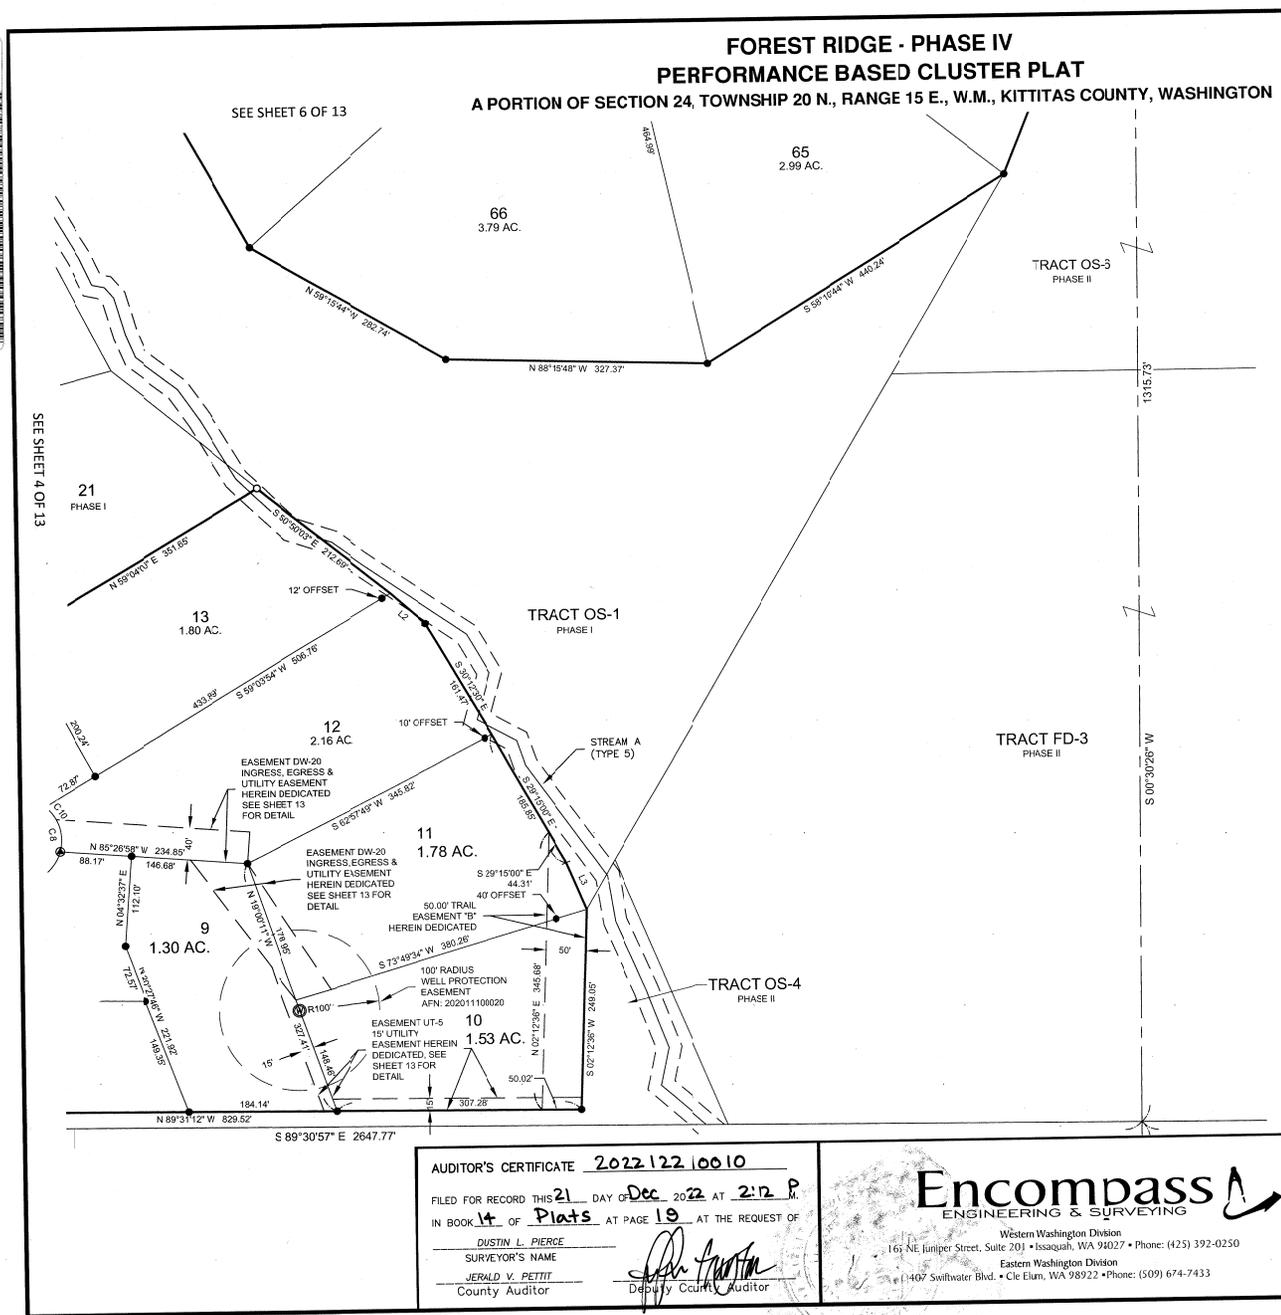 FOREST RIDGE - PHASE IV
PERFORMANCE BASED CLUSTER PLAT
A PORTION OF SECTION 24, TOWNSHIP 20 N., RANGE 15 E., W.M., KITTITAS COUNTY, WASHINGTON
SEE SHEET 6 OF 13
464.99'
65
2.99 AC.
66
3.79 AC.
TRACT OS-6
PHASE II
N 59°15'44" N 282.74'
S 58°10'44" W 440.24'
N 88°15'48" W 327.37'
1315.73'
SEE SHEET 4 OF 13
21
PHASE I
S 50°50'03" E 212.69'
N 59°04'00" E 351.65'
12' OFFSET
L2
13
1.80 AC.
TRACT OS-1
PHASE I
S 59°03'54" W 506.76'
433.89'
S 30°12'30" E
161.47'
200.24'
10' OFFSET
12
2.16 AC.
STREAM A
(TYPE 5)
TRACT FD-3
PHASE II
S 00°30'26" W
EASEMENT DW-20
INGRESS, EGRESS &
UTILITY EASEMENT
HEREIN DEDICATED
SEE SHEET 13
FOR DETAIL
72.87'
C10
C8
S 62°57'49" W 345.82'
S 29°15'00" E
185.85'
11
1.78 AC.
40'
N 85°26'58" W 234.85'
88.17'
146.68'
EASEMENT DW-20
INGRESS, EGRESS &
UTILITY EASEMENT
HEREIN DEDICATED
SEE SHEET 13 FOR
DETAIL
S 29°15'00" E
44.31'
L3
40' OFFSET
50.00' TRAIL
EASEMENT "B"
HEREIN DEDICATED
N 04°32'37" E
112.10'
N 19°00'11" W
178.95'
9
1.30 AC.
S 73°49'34" W 380.26'
50'
N 20°27'46" W 221.92'
72.57'
149.35'
100' RADIUS
WELL PROTECTION
EASEMENT
AFN: 202011100020
TRACT OS-4
PHASE II
W R100'
N 02°12'36" E 345.68'
S 02°12'36" W 249.05'
327.41'
148.46'
15'
EASEMENT UT-5
15' UTILITY
EASEMENT HEREIN
DEDICATED, SEE
SHEET 13 FOR
DETAIL
10
1.53 AC.
50.02'
184.14'
15'
307.28'
N 89°31'12" W 829.52'
S 89°30'57" E 2647.77'
AUDITOR'S CERTIFICATE 202212210010
FILED FOR RECORD THIS 21 DAY OF Dec 2022 AT 2:12 P M.
IN BOOK 14 OF Plats AT PAGE 19 AT THE REQUEST OF
DUSTIN L. PIERCE
SURVEYOR'S NAME
JERALD V. PETTIT
County Auditor
Deputy County Auditor
Encompass
ENGINEERING & SURVEYING
Western Washington Division
165 NE Juniper Street, Suite 201 • Issaquah, WA 98027 • Phone: (425) 392-0250
Eastern Washington Division
407 Swiftwater Blvd. • Cle Elum, WA 98922 • Phone: (509) 674-7433